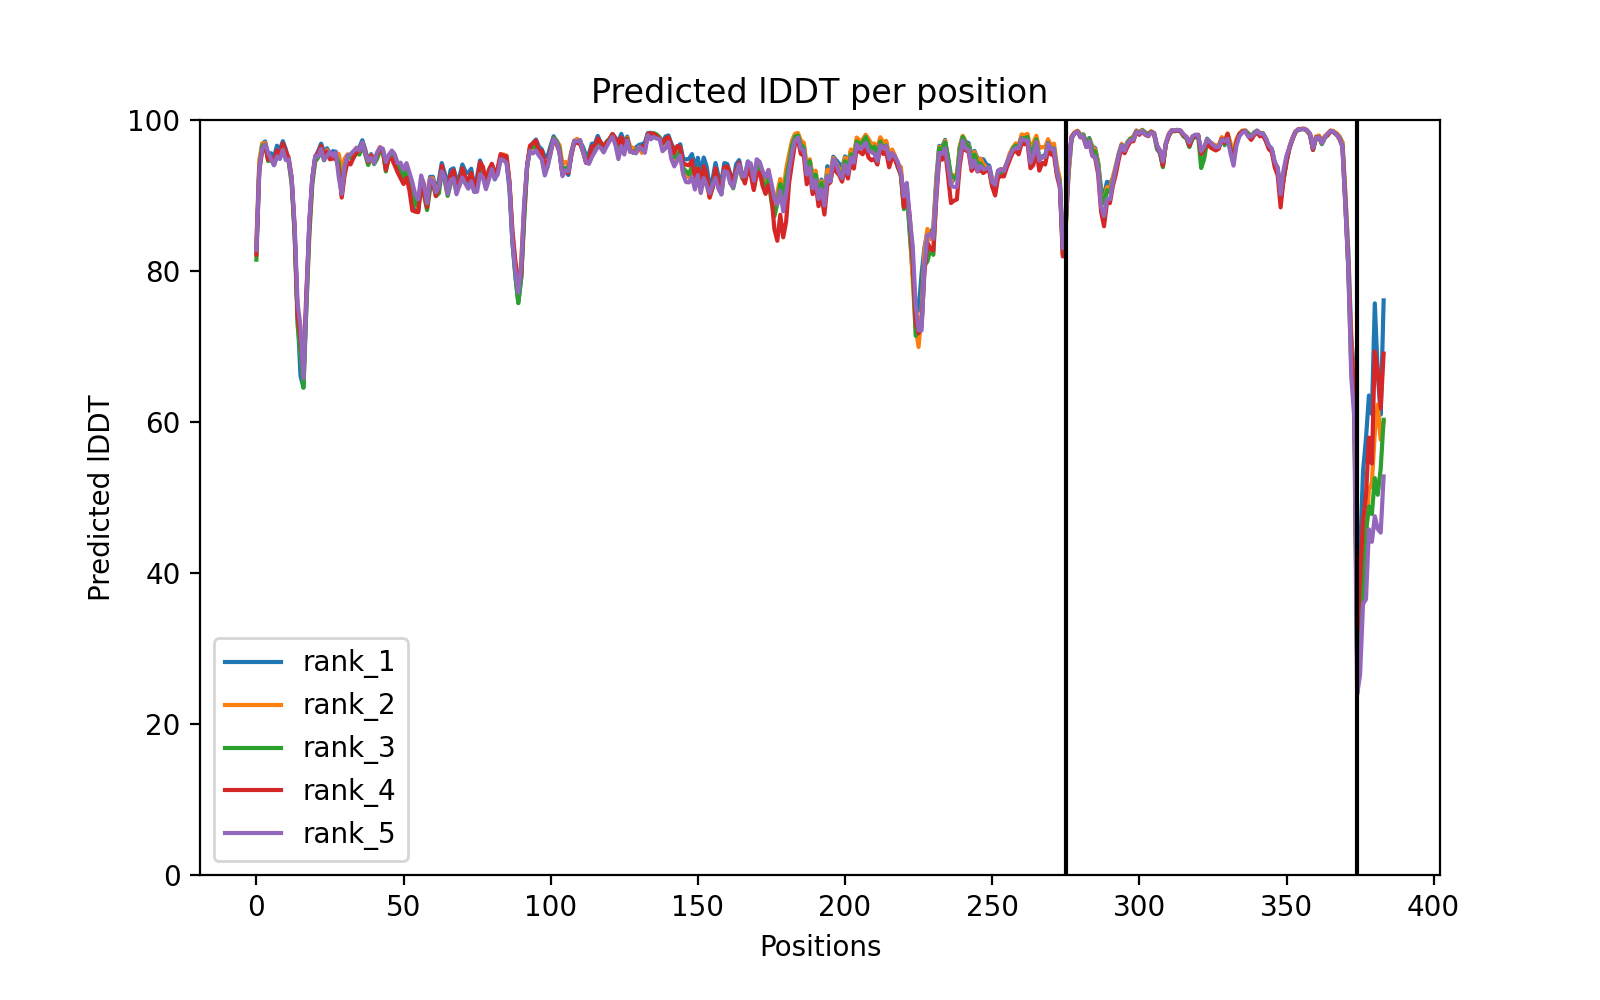 Predicted lDDT per position
100
80
60
40
20
0
Predicted lDDT
rank_1
rank_2
rank_3
rank_4
rank_5
0 50 100 150 200 250 300 350 400
Positions